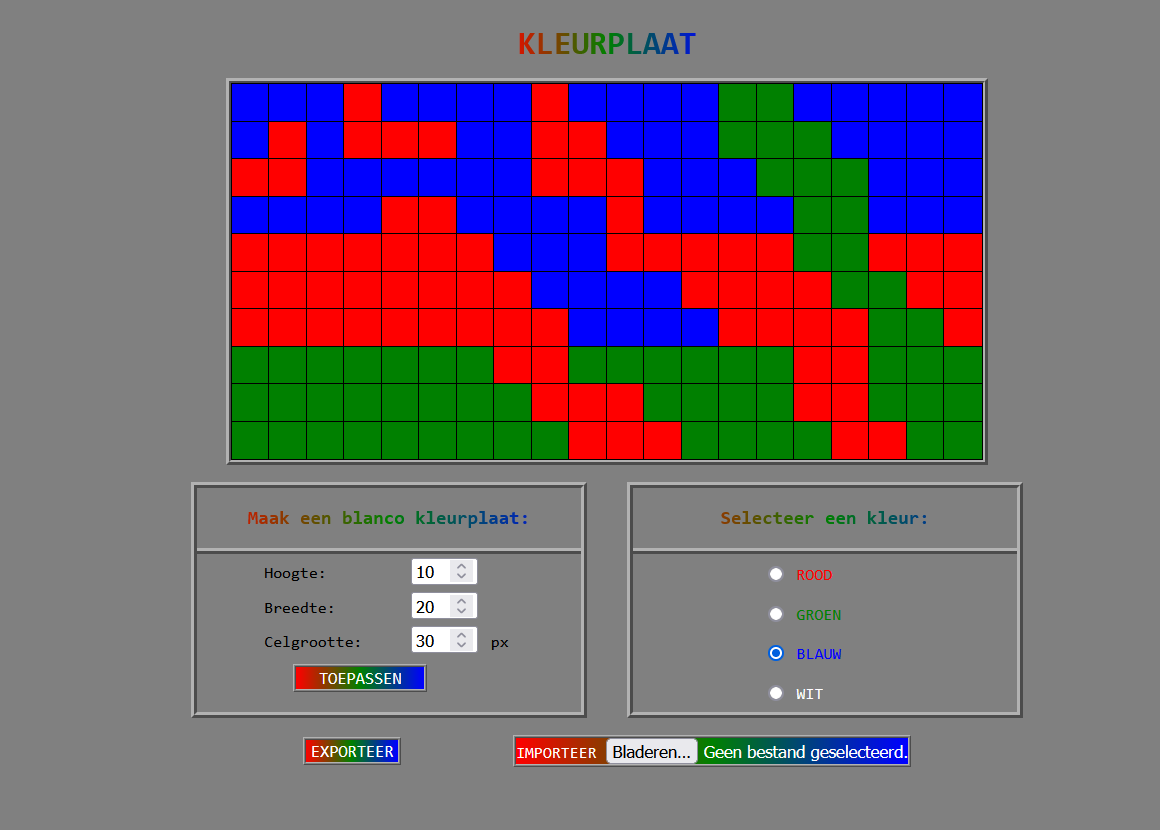 KLEURPLAAT
Maak een blanco kleurplaat:
Hoogte: 10
Breedte: 20
Celgrootte: 30 px
TOEPASSEN
Selecteer een kleur:
ROOD
GROEN
BLAUW
WIT
EXPORTEER
IMPORTEER Bladeren... Geen bestand geselecteerd.